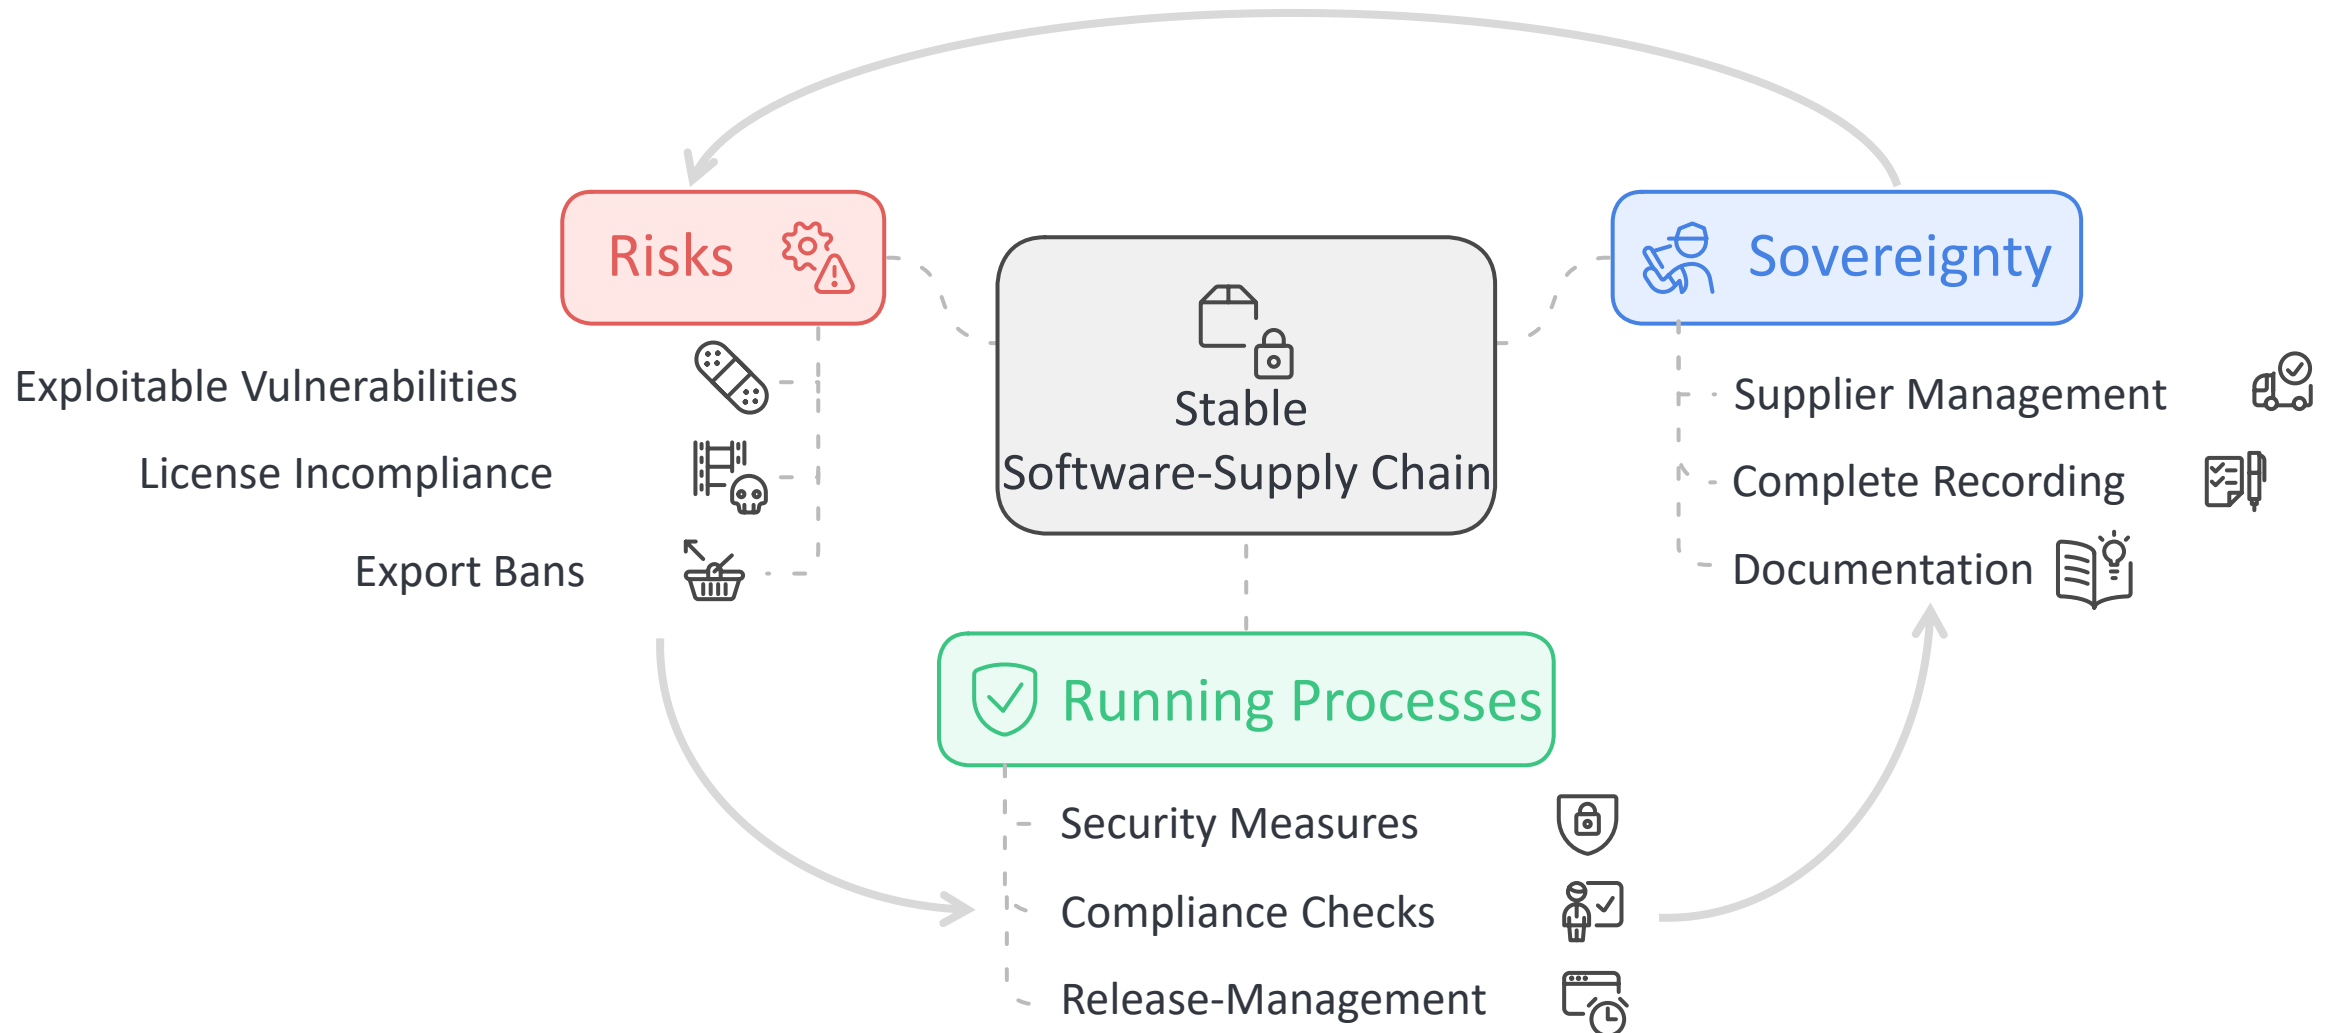 Risks
Exploitable Vulnerabilities
License Incompliance
Export Bans
Stable
Software-Supply Chain
Sovereignty
Supplier Management
Complete Recording
Documentation
Running Processes
Security Measures
Compliance Checks
Release-Management